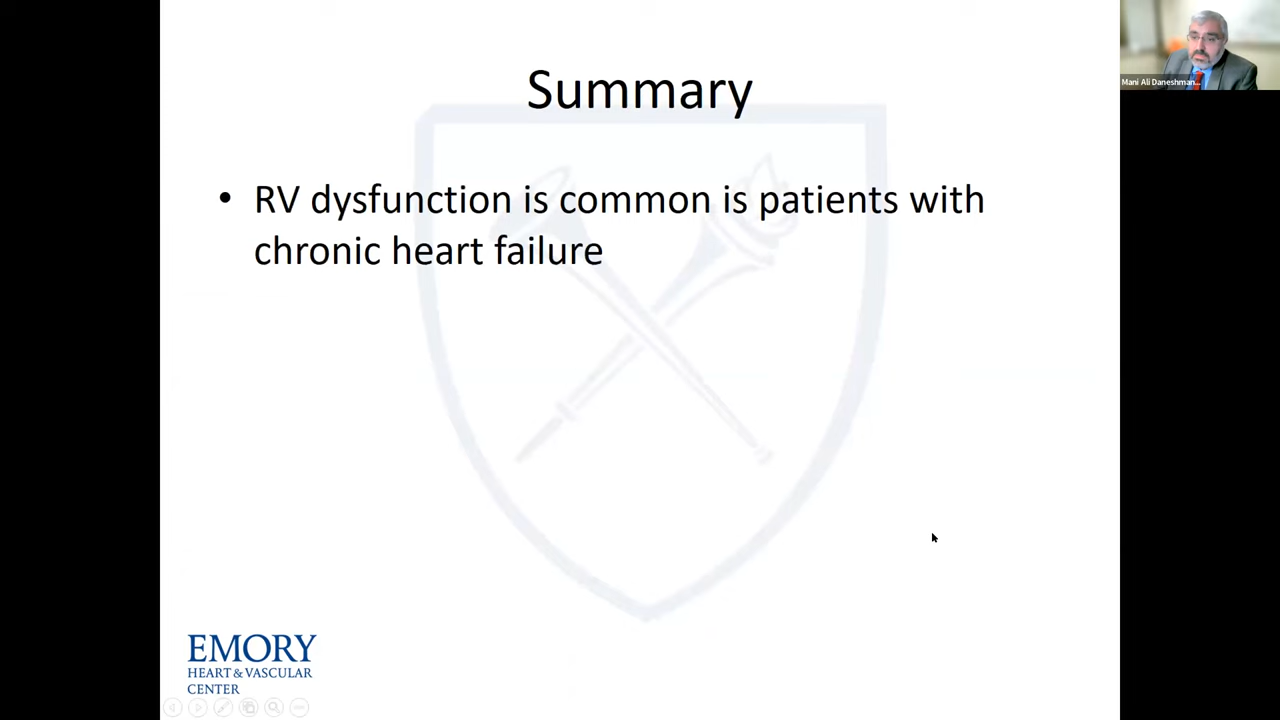 Summary
Mani Ali Daneshman...
• RV dysfunction is common is patients with
chronic heart failure
EMORY
HEART & VASCULAR
CENTER